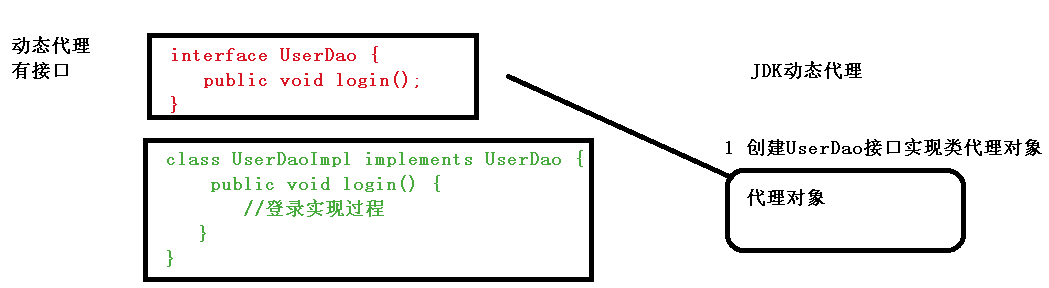 动态代理
有接口
interface UserDao {
public void login();
}
class UserDaoImpl implements UserDao {
public void login() {
//登录实现过程
}
}
JDK动态代理
1 创建UserDao接口实现类代理对象
代理对象